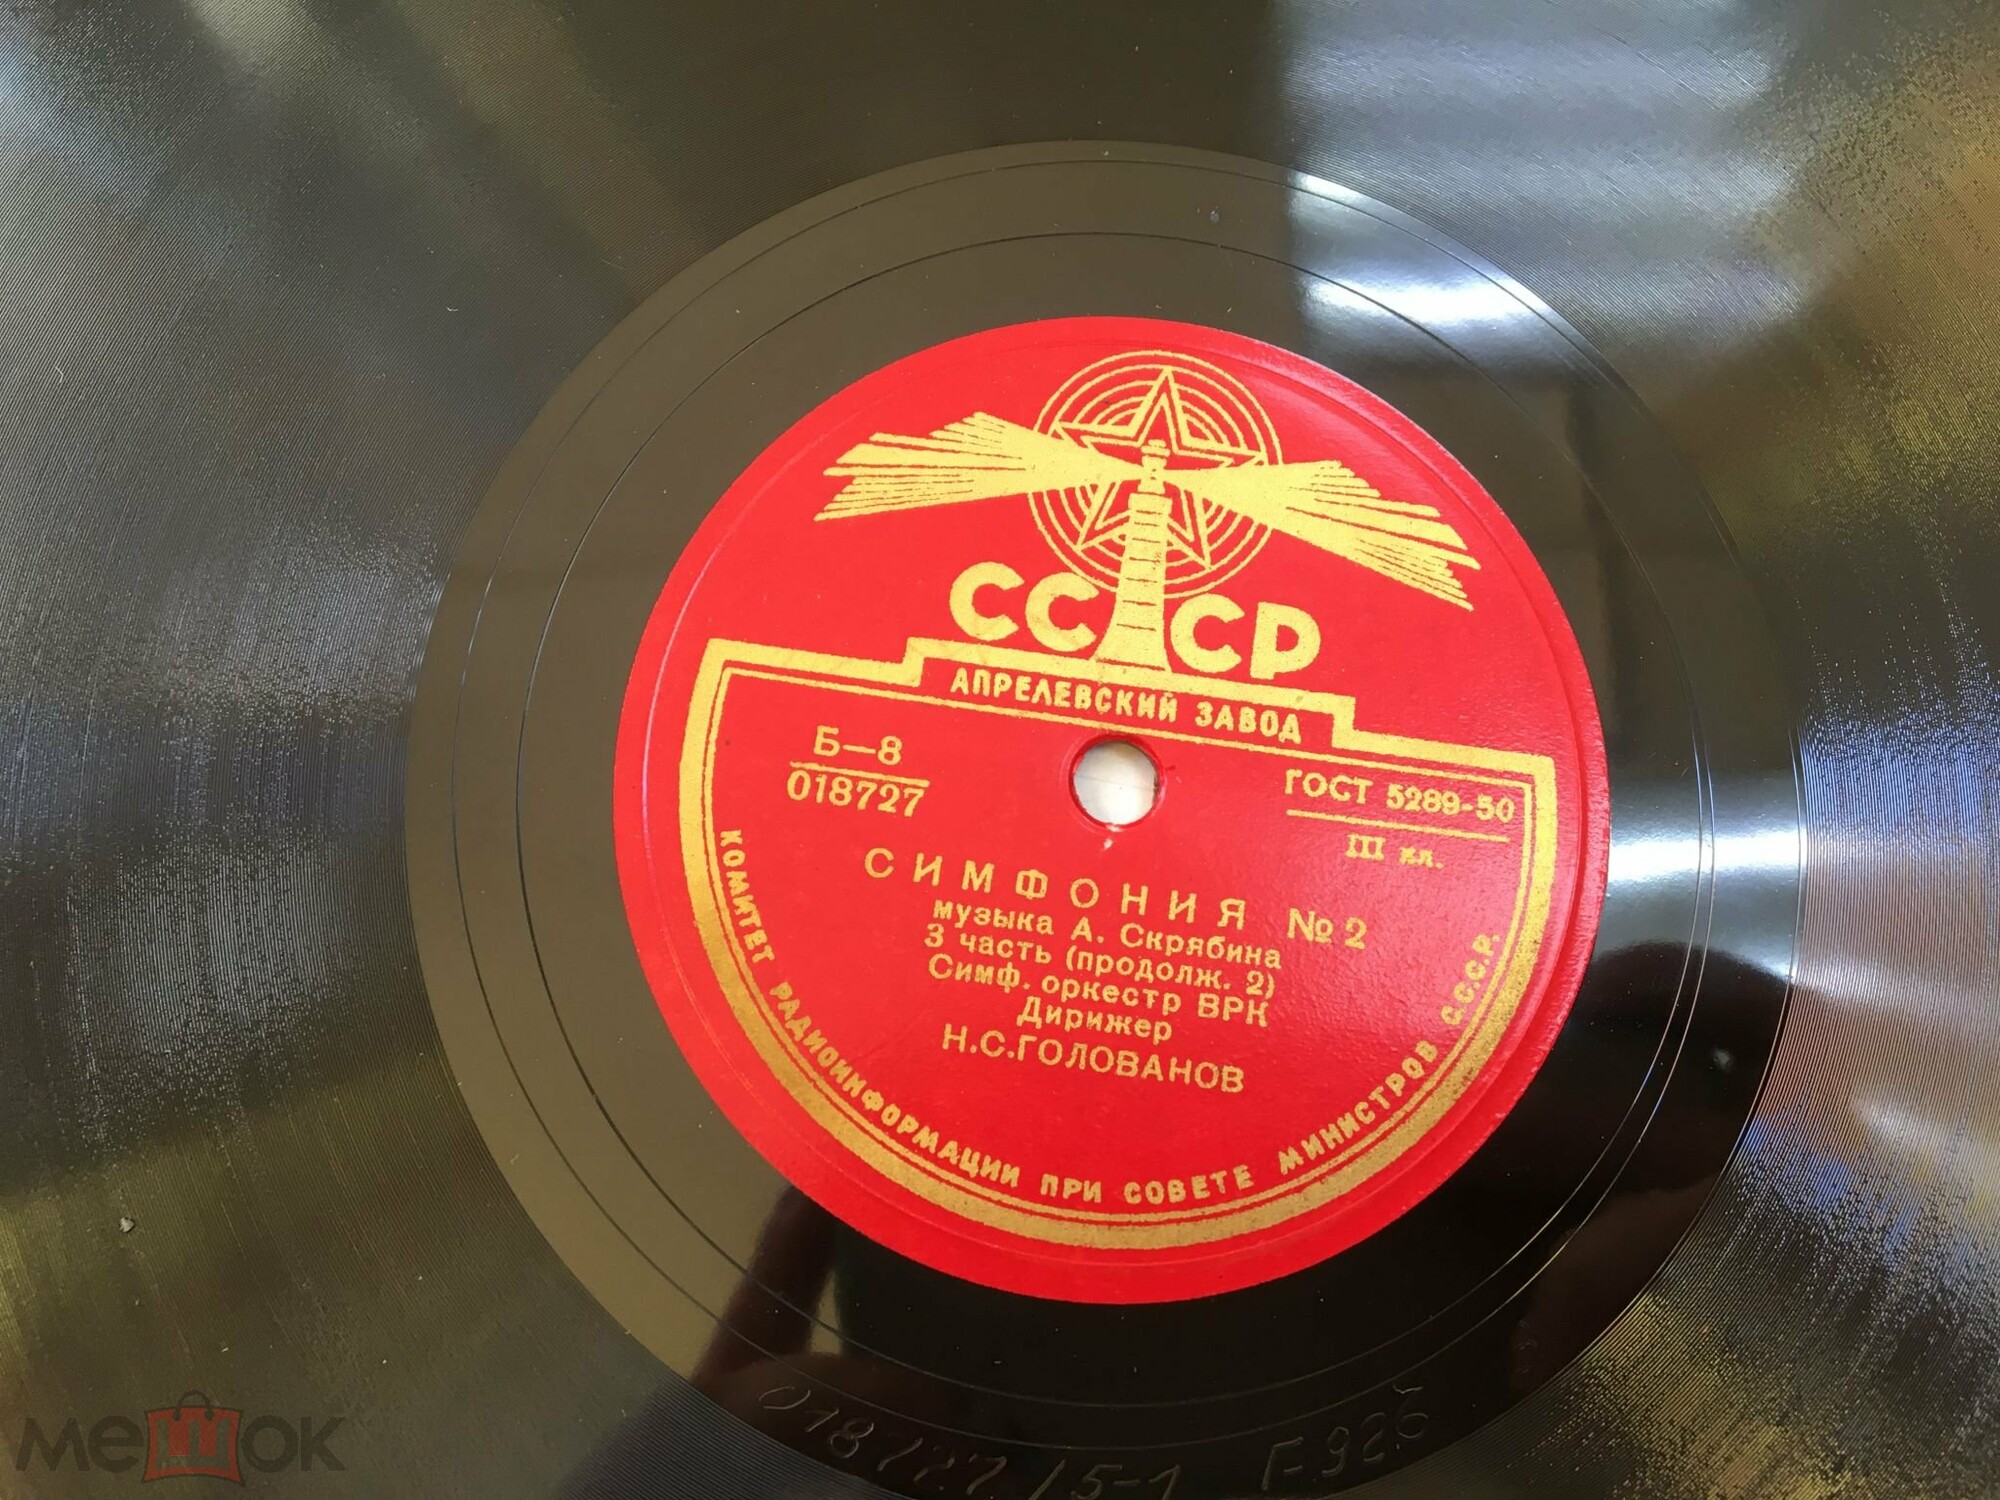 СССР
АПРЕЛЕВСКИЙ ЗАВОД
Б—8
018727
ГОСТ 5289-50
III кл.
СИМФОНИЯ №2
музыка А. Скрябина
3 часть (продолж. 2)
Симф. оркестр ВРК
Дирижер
Н.С.ГОЛОВАНОВ
КОМИТЕТ РАДИОИНФОРМАЦИИ ПРИ СОВЕТЕ МИНИСТРОВ С.С.С.Р.
018727/5-1 Г-926
мешок